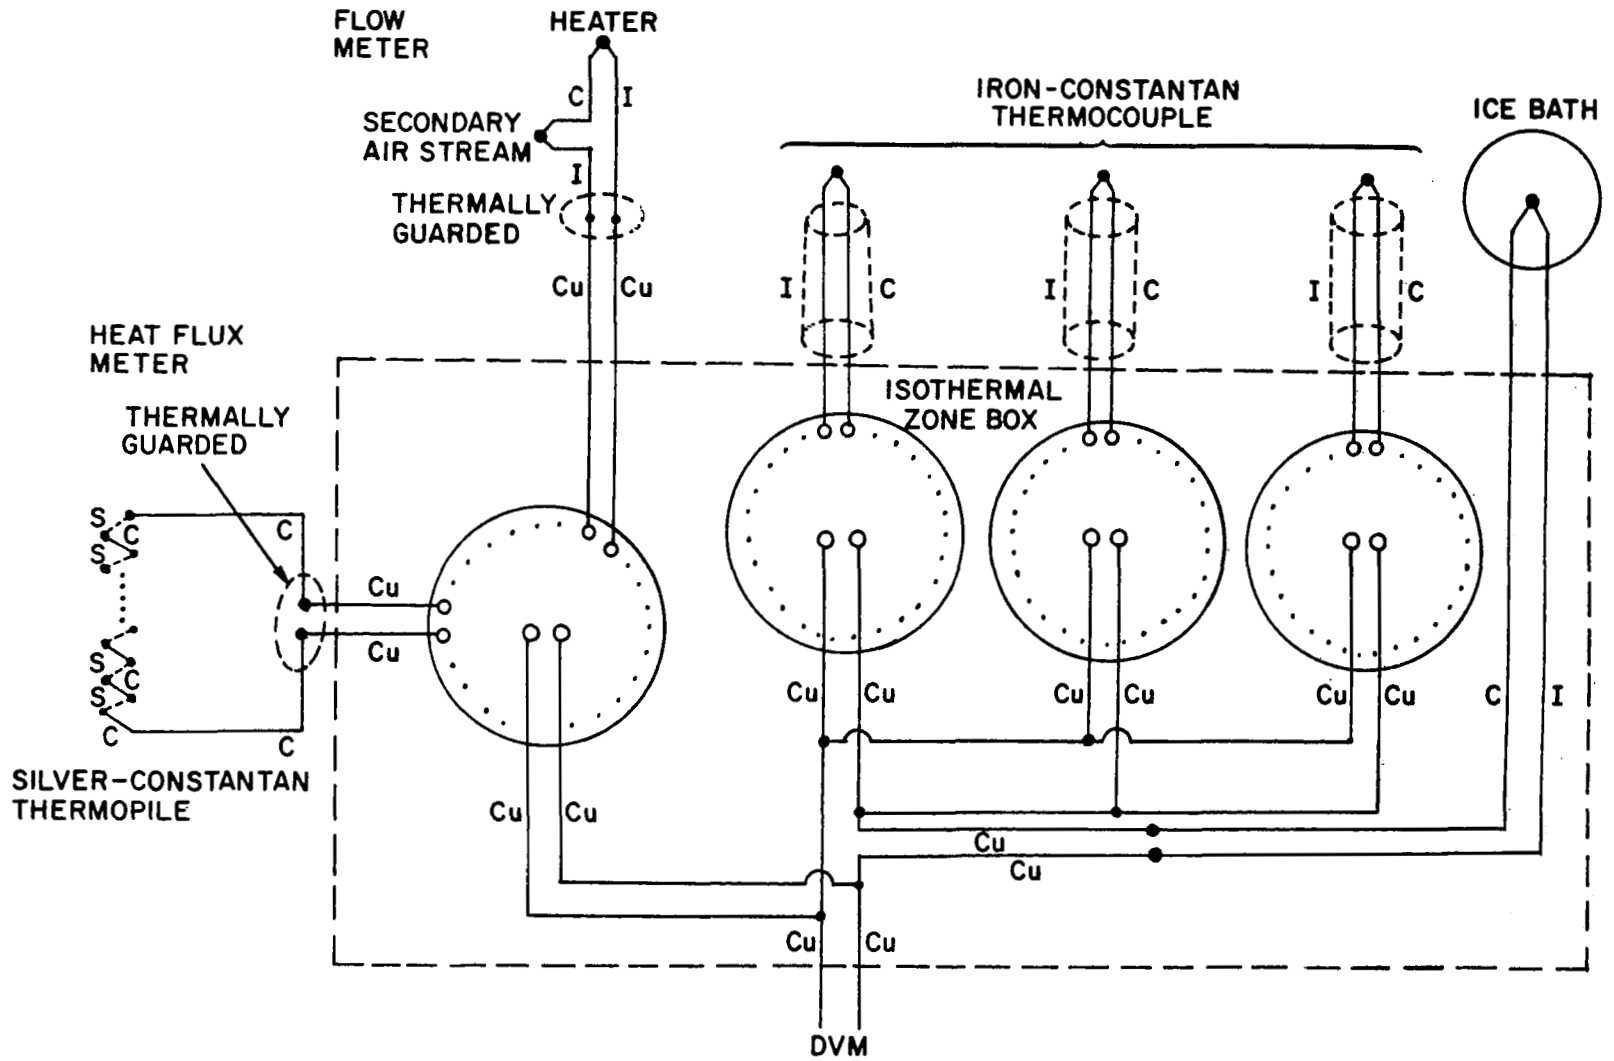 FLOW
METER
HEATER
C I
SECONDARY
AIR STREAM
I
THERMALLY
GUARDED
Cu Cu
IRON-CONSTANTAN
THERMOCOUPLE
ICE BATH
I C I C I C
HEAT FLUX
METER
THERMALLY
GUARDED
ISOTHERMAL
ZONE BOX
S C C
S
Cu
Cu
S
C
S
C C
SILVER-CONSTANTAN
THERMOPILE
Cu Cu Cu Cu Cu Cu C I
Cu Cu
Cu
Cu
Cu Cu
DVM